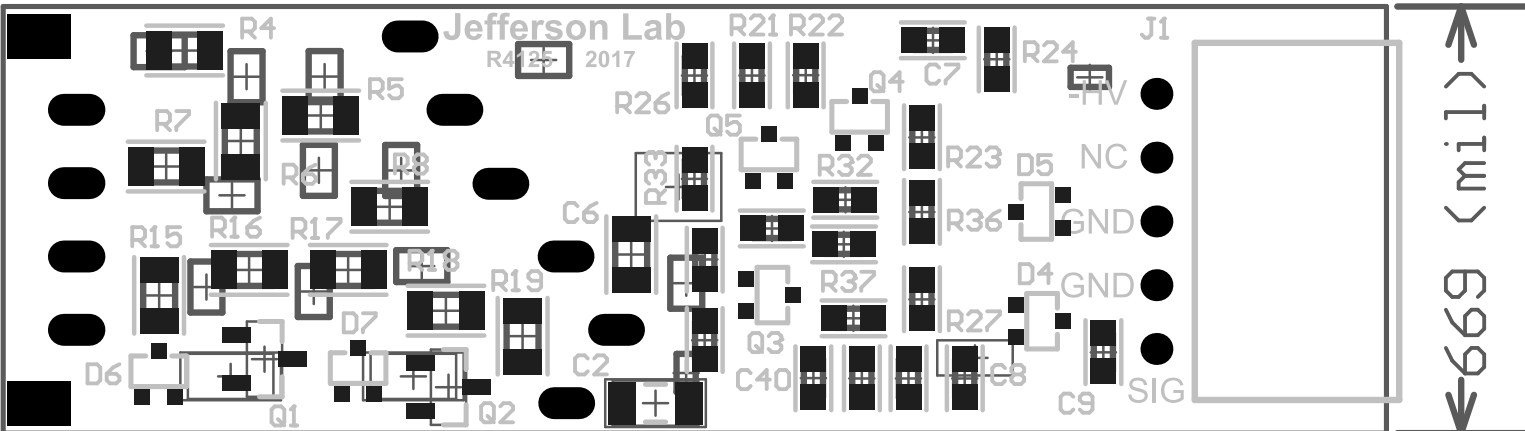 Jefferson Lab
R4125 2017
R4
R21
R22
J1
R24
C7
Q4
R5
-HV
R26
R7
Q5
NC
R32
R23
D5
R6
R8
R33
C6
R36
GND
R16
R17
R15
R18
R19
R37
D4
GND
D7
Q3
R27
C2
C40
C8
D6
SIG
C9
Q1
Q2
669 (mil)